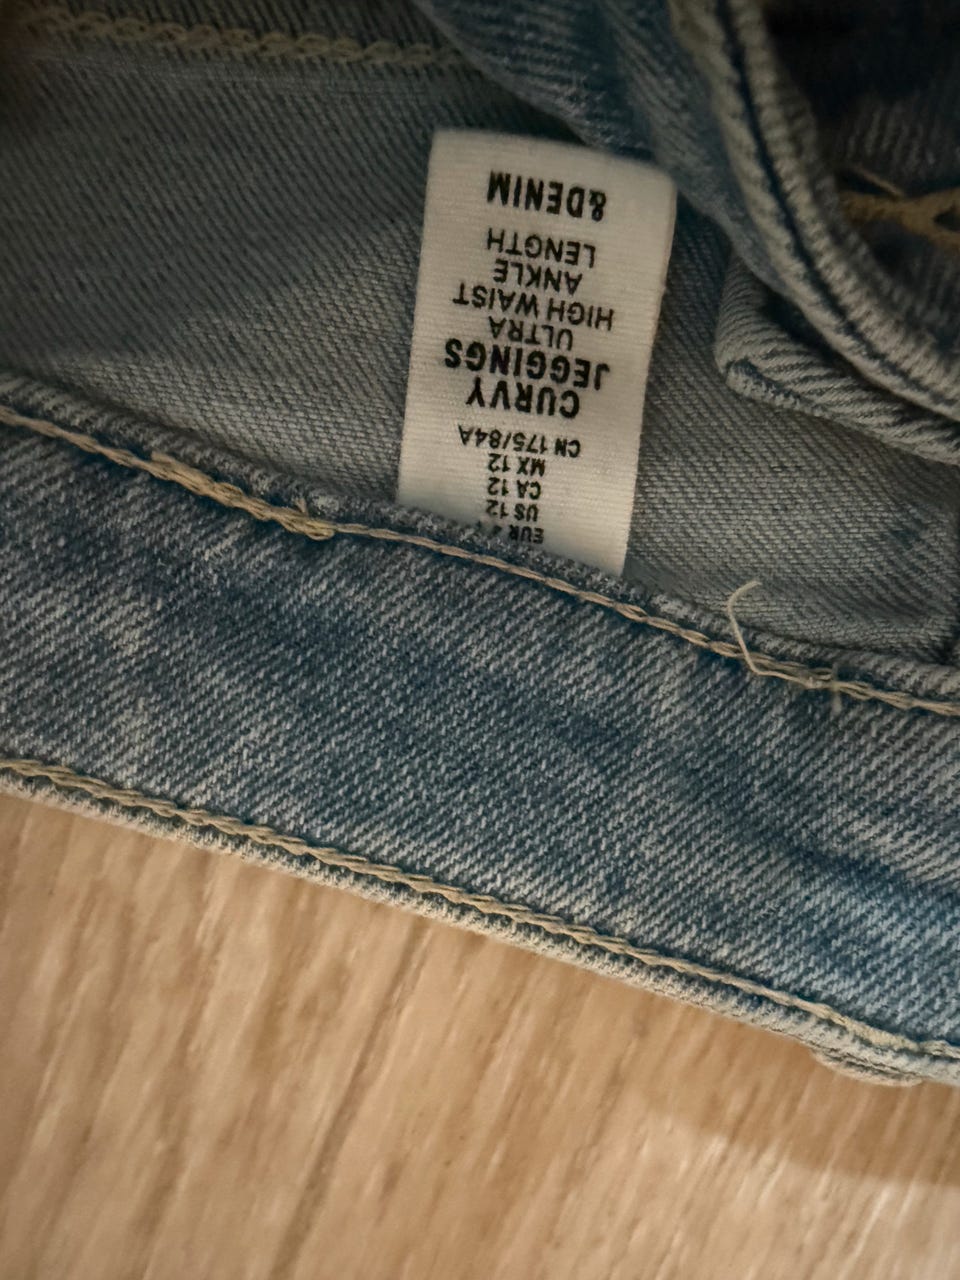 EUR
US 12
CA 12
MX 12
CN 175/84A
CURVY
JEGGINGS
ULTRA
HIGH WAIST
ANKLE
LENGTH
&DENIM